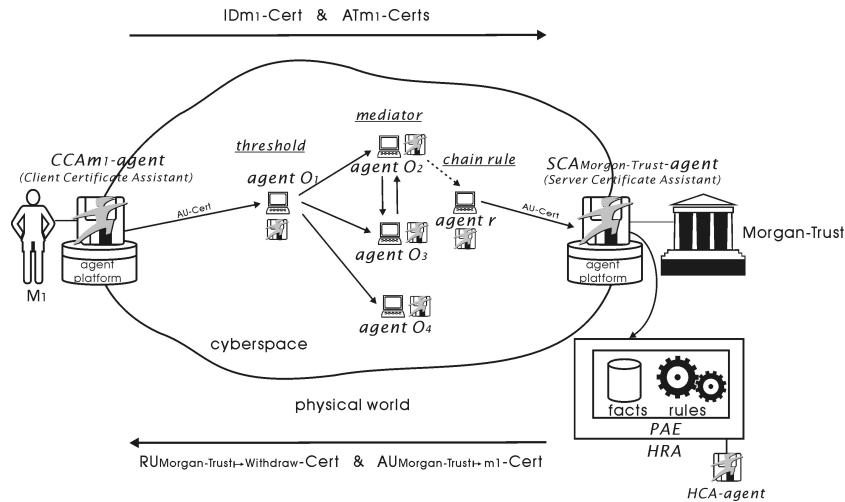 IDm1-Cert & ATm1-Certs
mediator
threshold
chain rule
CCAm1-agent
(Client Certificate Assistant)
agent O1
agent O2
SCAMorgon-Trust-agent
(Server Certificate Assistant)
AU-Cert
agent r
AU-Cert
Morgan-Trust
agent O3
agent
platform
agent
platform
M1
agent O4
cyberspace
physical world
facts rules
PAE
HRA
RUMorgan-Trust↦Withdraw-Cert & AUMorgan-Trust↦m1-Cert
HCA-agent